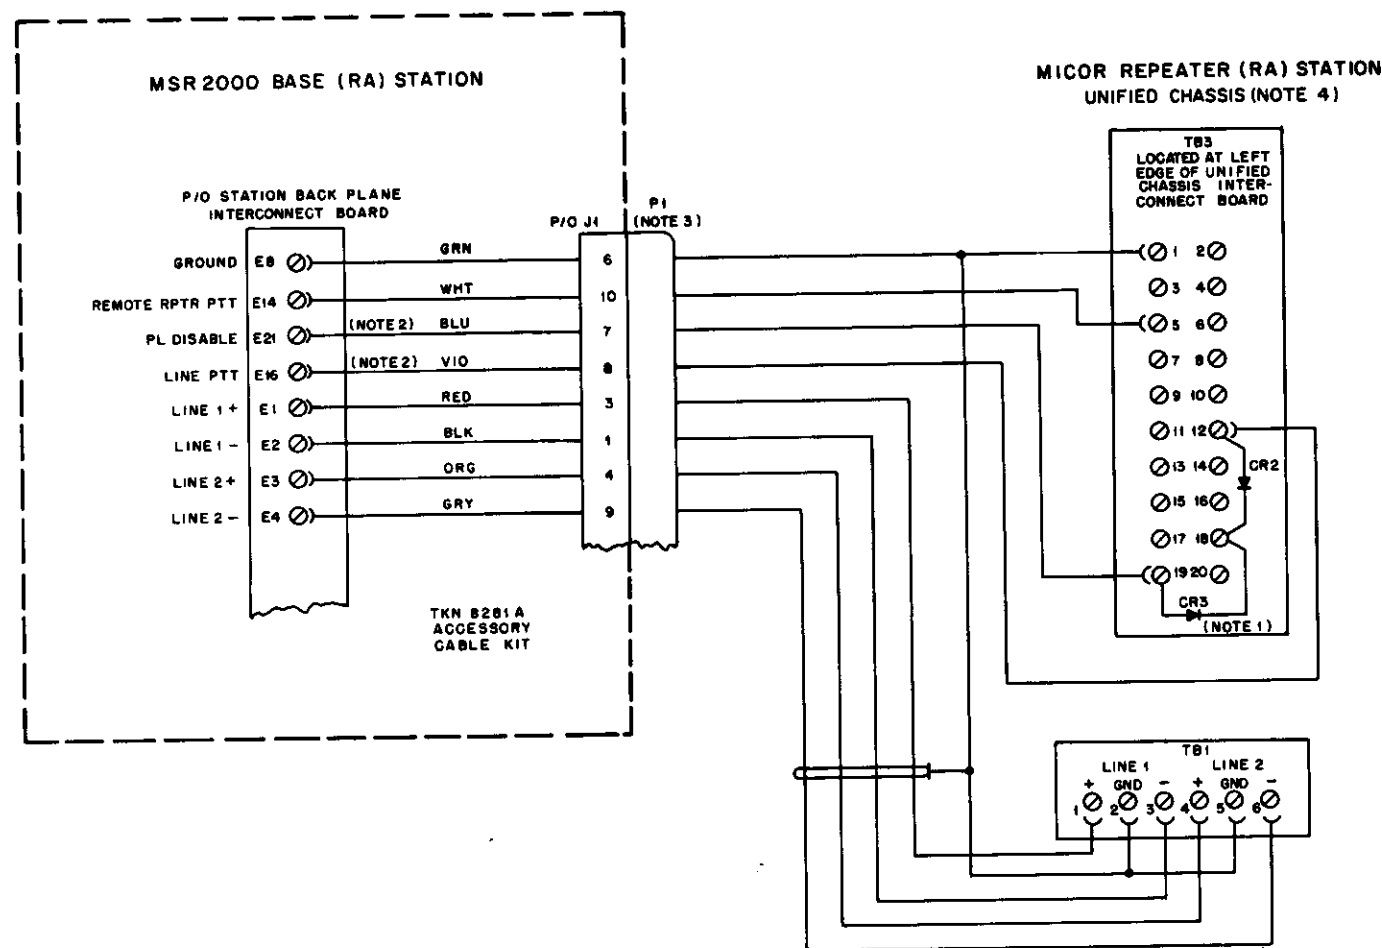 MSR2000 BASE (RA) STATION
MICOR REPEATER (RA) STATION
UNIFIED CHASSIS (NOTE 4)
TB3
LOCATED AT LEFT
EDGE OF UNIFIED
CHASSIS INTER-
CONNECT BOARD
P/O STATION BACK PLANE
INTERCONNECT BOARD
P/O J1
P1
(NOTE 3)
GROUND E8 GRN 6
REMOTE RPTR PTT E14 WHT 10
PL DISABLE E21 (NOTE 2) BLU 7
LINE PTT E16 (NOTE 2) VIO 8
LINE 1+ E1 RED 3
LINE 1- E2 BLK 1
LINE 2+ E3 ORG 4
LINE 2- E4 GRY 9
1 2
3 4
5 6
7 8
9 10
11 12
13 14
CR2
15 16
17 18
19 20
CR3
(NOTE 1)
TKN 8281A
ACCESSORY
CABLE KIT
TB1
LINE 1 LINE 2
+ GND - + GND -
1 2 3 4 5 6